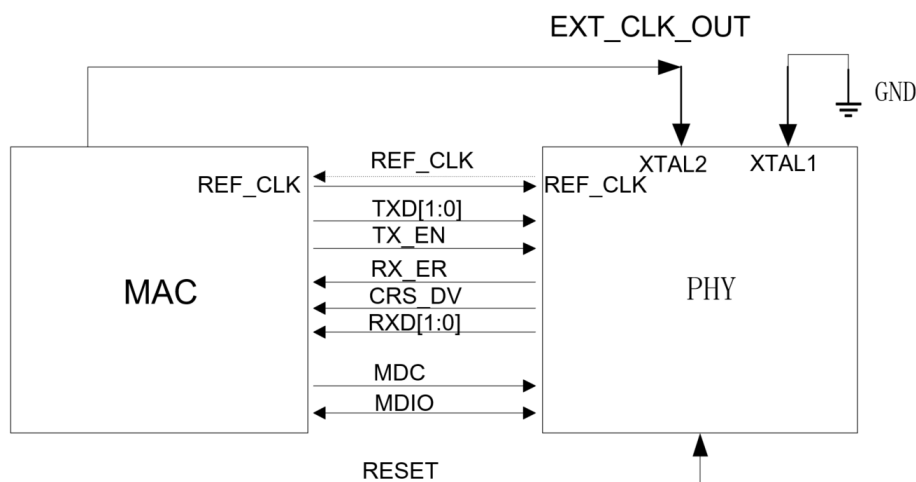 EXT_CLK_OUT
GND
REF_CLK
XTAL2
XTAL1
REF_CLK
REF_CLK
TXD[1:0]
TX_EN
RX_ER
MAC
PHY
CRS_DV
RXD[1:0]
MDC
MDIO
RESET